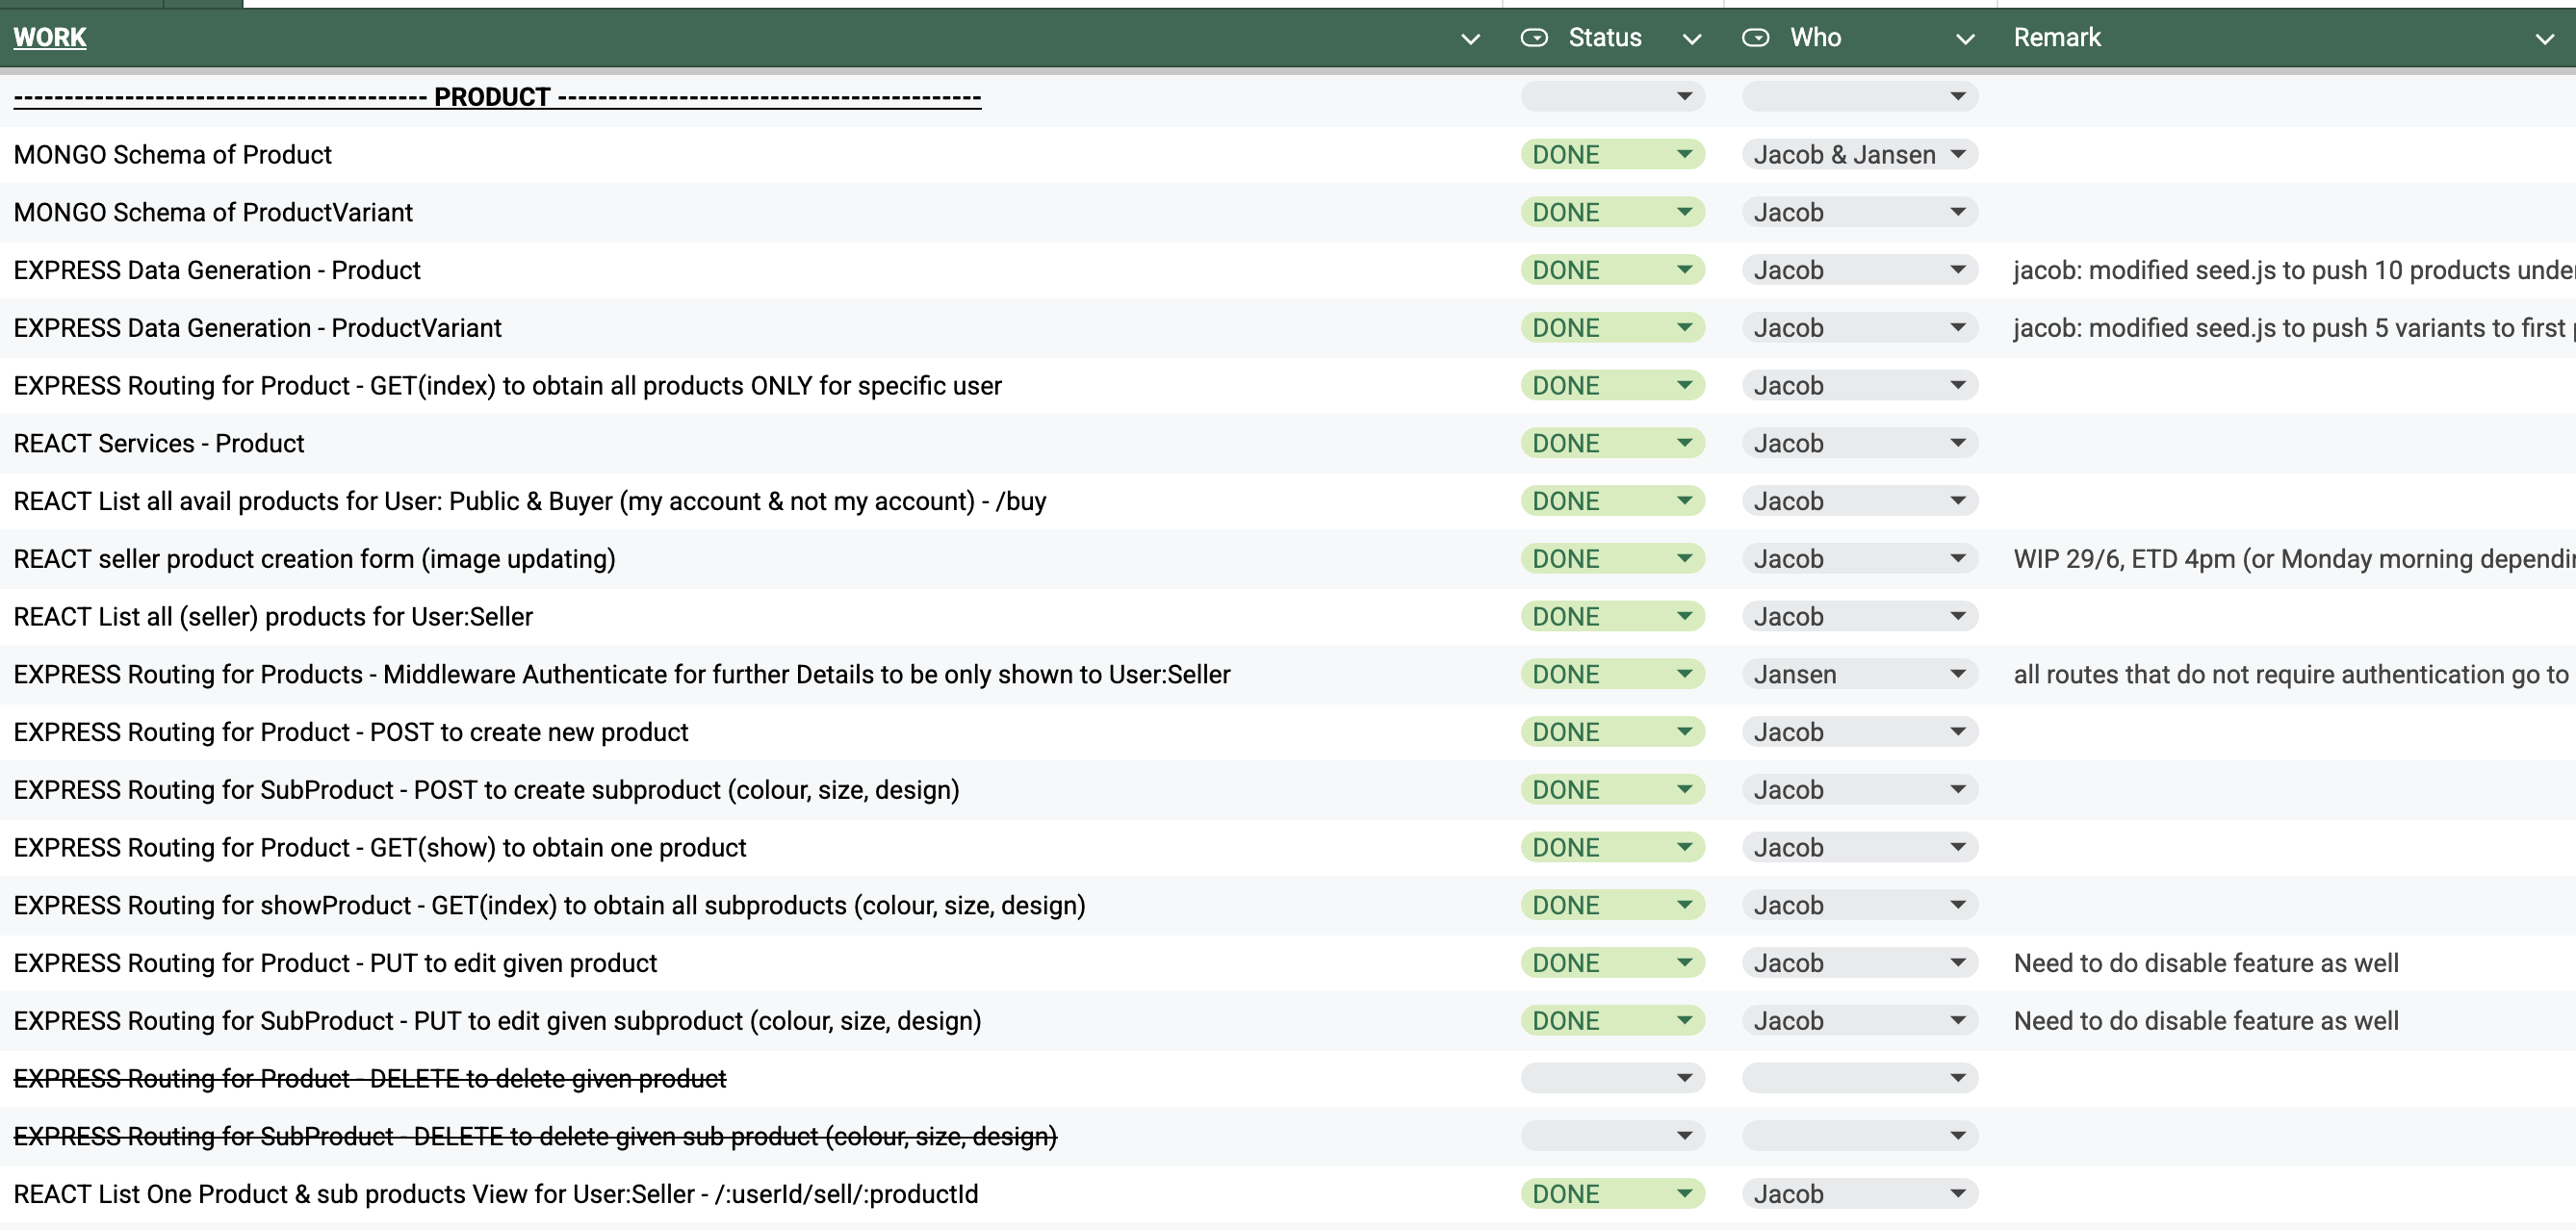 WORK Status Who Remark
----------------------------------------- PRODUCT ------------------------------------------
MONGO Schema of Product DONE Jacob & Jansen
MONGO Schema of ProductVariant DONE Jacob
EXPRESS Data Generation - Product DONE Jacob jacob: modified seed.js to push 10 products
EXPRESS Data Generation - ProductVariant DONE Jacob jacob: modified seed.js to push 5 variants to first
EXPRESS Routing for Product - GET(index) to obtain all products ONLY for specific user DONE Jacob
REACT Services - Product DONE Jacob
REACT List all avail products for User: Public & Buyer (my account & not my account) - /buy DONE Jacob
REACT seller product creation form (image updating) DONE Jacob WIP 29/6, ETD 4pm (or Monday morning
REACT List all (seller) products for User:Seller DONE Jacob
EXPRESS Routing for Products - Middleware Authenticate for further Details to be only shown to User:Seller DONE Jansen all routes that do not require authentication go to
EXPRESS Routing for Product - POST to create new product DONE Jacob
EXPRESS Routing for SubProduct - POST to create subproduct (colour, size, design) DONE Jacob
EXPRESS Routing for Product - GET(show) to obtain one product DONE Jacob
EXPRESS Routing for showProduct - GET(index) to obtain all subproducts (colour, size, design) DONE Jacob
EXPRESS Routing for Product - PUT to edit given product DONE Jacob Need to do disable feature as well
EXPRESS Routing for SubProduct - PUT to edit given subproduct (colour, size, design) DONE Jacob Need to do disable feature as well
EXPRESS Routing for Product - DELETE to delete given product
EXPRESS Routing for SubProduct - DELETE to delete given sub product (colour, size, design)
REACT List One Product & sub products View for User:Seller - /:userId/sell/:productId DONE Jacob